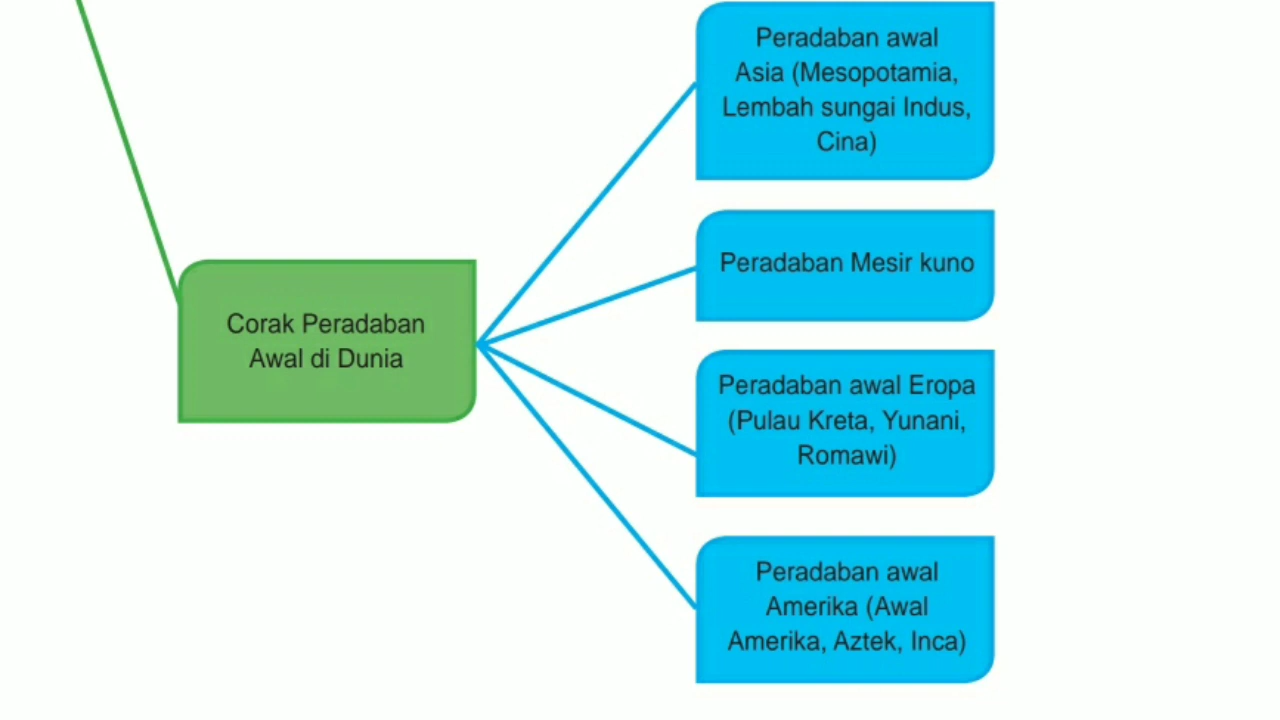 Peradaban awal
Asia (Mesopotamia,
Lembah sungai Indus,
Cina)
Peradaban Mesir kuno
Corak Peradaban
Awal di Dunia
Peradaban awal Eropa
(Pulau Kreta, Yunani,
Romawi)
Peradaban awal
Amerika (Awal
Amerika, Aztek, Inca)